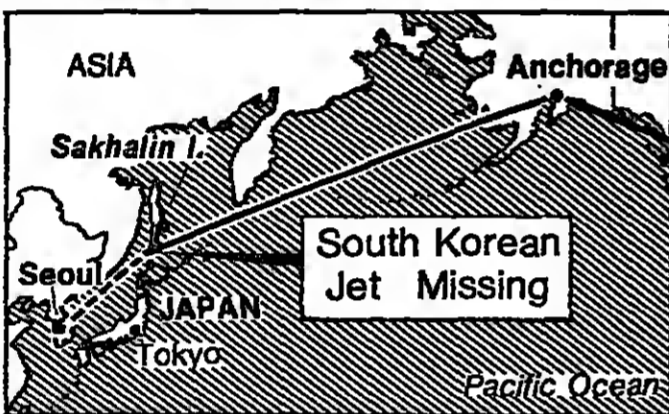 ASIA
Anchorage
Sakhalin I.
South Korean
Jet Missing
Seoul
JAPAN
Tokyo
Pacific Ocean